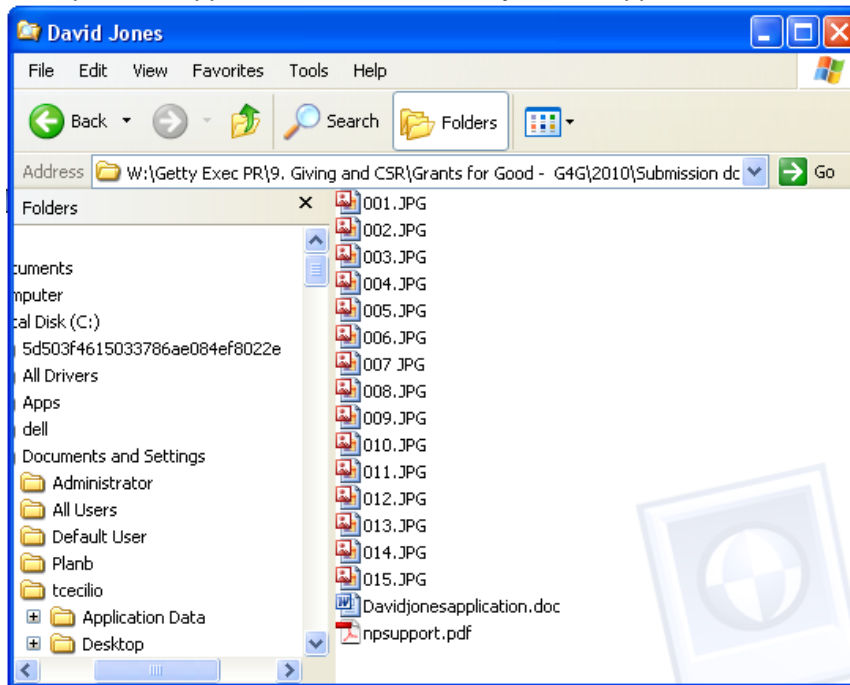 David Jones
File Edit View Favorites Tools Help
Back Search Folders
Address W:\Getty Exec PR\9. Giving and CSR\Grants for Good - G4G\2010\Submission dc Go
Folders
001.JPG
002.JPG
003.JPG
004.JPG
005.JPG
006.JPG
007 JPG
008.JPG
009.JPG
010.JPG
011.JPG
012.JPG
013.JPG
014.JPG
015.JPG
Davidjonesapplication.doc
npsupport.pdf
cuments
mputer
cal Disk (C:)
5d503f4615033786ae084ef8022e
All Drivers
Apps
dell
Documents and Settings
Administrator
All Users
Default User
Planb
tcecilio
Application Data
Desktop